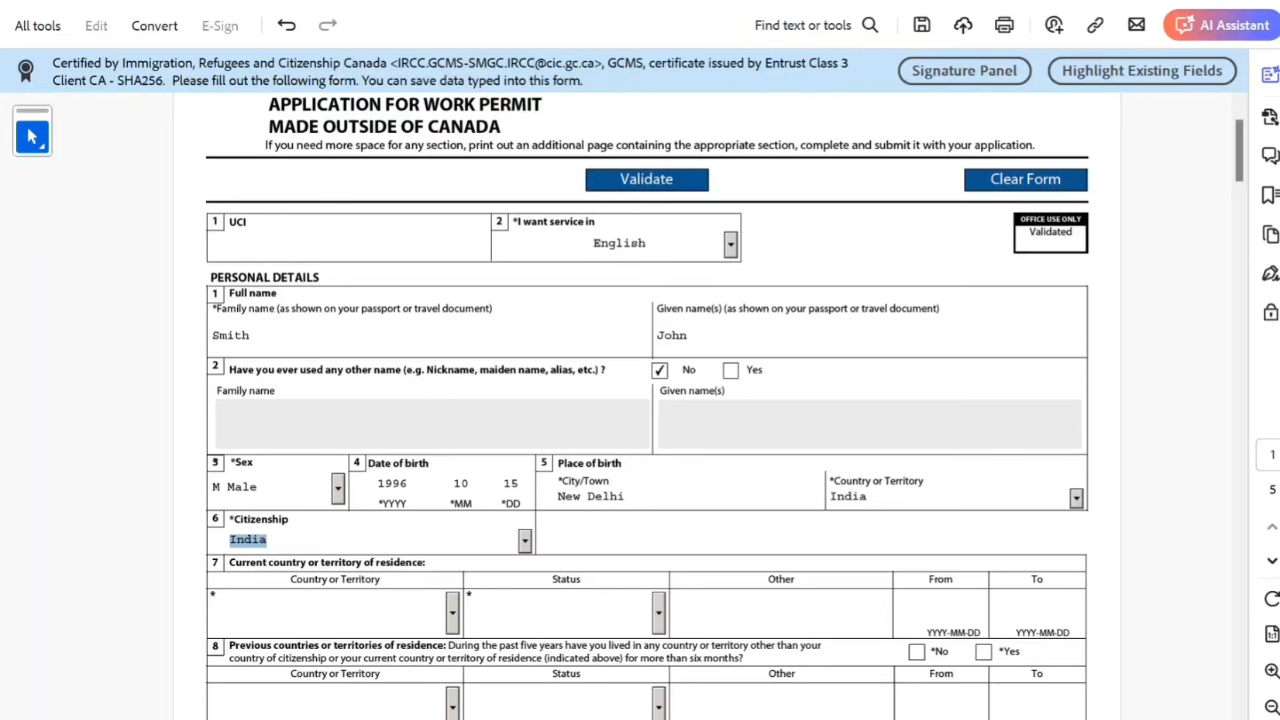 All tools Edit Convert E-Sign Find text or tools AI Assistant
Certified by Immigration, Refugees and Citizenship Canada <IRCC.GCMS-SMGC.IRCC@cic.gc.ca>, GCMS, certificate issued by Entrust Class 3
Client CA - SHA256. Please fill out the following form. You can save data typed into this form.
Signature Panel Highlight Existing Fields
APPLICATION FOR WORK PERMIT
MADE OUTSIDE OF CANADA
If you need more space for any section, print out an additional page containing the appropriate section, complete and submit it with your application.
Validate Clear Form
1 UCI 2 *I want service in
English
OFFICE USE ONLY
Validated
PERSONAL DETAILS
1 Full name
*Family name (as shown on your passport or travel document) Given name(s) (as shown on your passport or travel document)
Smith John
2 Have you ever used any other name (e.g. Nickname, maiden name, alias, etc.) ? No Yes
Family name Given name(s)
3 *Sex 4 Date of birth 5 Place of birth
*City/Town *Country or Territory
M Male 1996 10 15 New Delhi India
*YYYY *MM *DD
6 *Citizenship
India
7 Current country or territory of residence:
Country or Territory Status Other From To
* *
YYYY-MM-DD YYYY-MM-DD
8 Previous countries or territories of residence: During the past five years have you lived in any country or territory other than your
country of citizenship or your current country or territory of residence (indicated above) for more than six months? *No *Yes
Country or Territory Status Other From To
1
5